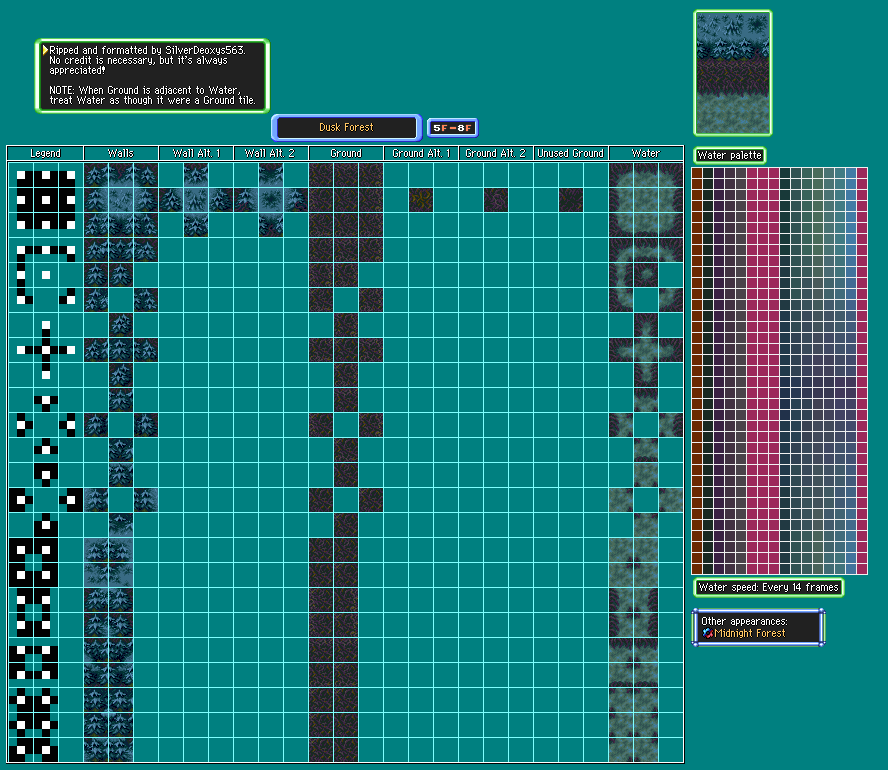 Ripped and formatted by SilverDeoxys563.
No credit is necessary, but it's always
appreciated!
NOTE: When Ground is adjacent to Water,
treat Water as though it were a Ground tile.
Dusk Forest
5F-8F
Legend
Walls
Wall Alt. 1
Wall Alt. 2
Ground
Ground Alt. 1
Ground Alt. 2
Unused Ground
Water
Water palette
Water speed: Every 14 frames
Other appearances:
Midnight Forest